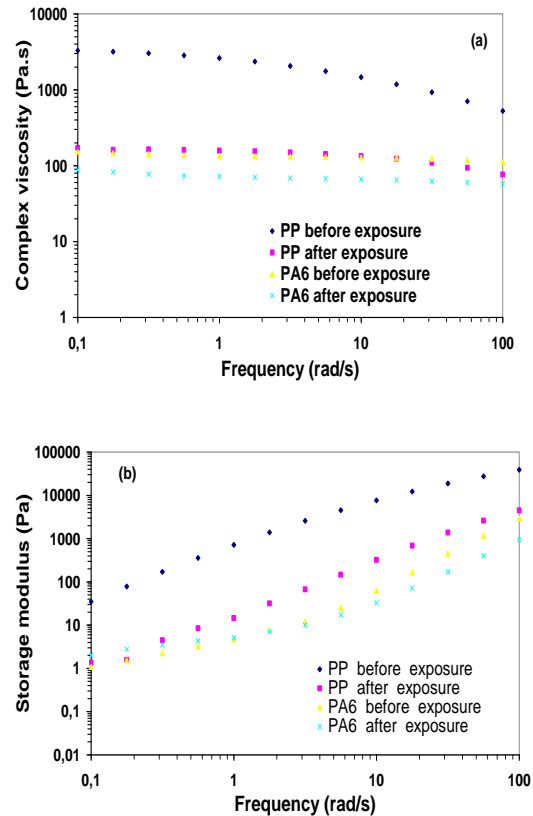 10000
(a)
1000
100
10
1
Complex viscosity (Pa.s)
PP before exposure
PP after exposure
PA6 before exposure
PA6 after exposure
0,1
1
10
100
Frequency (rad/s)
100000
(b)
10000
1000
100
10
1
0,1
0,01
Storage modulus (Pa)
PP before exposure
PP after exposure
PA6 before exposure
PA6 after exposure
0,1
1
10
100
Frequency (rad/s)